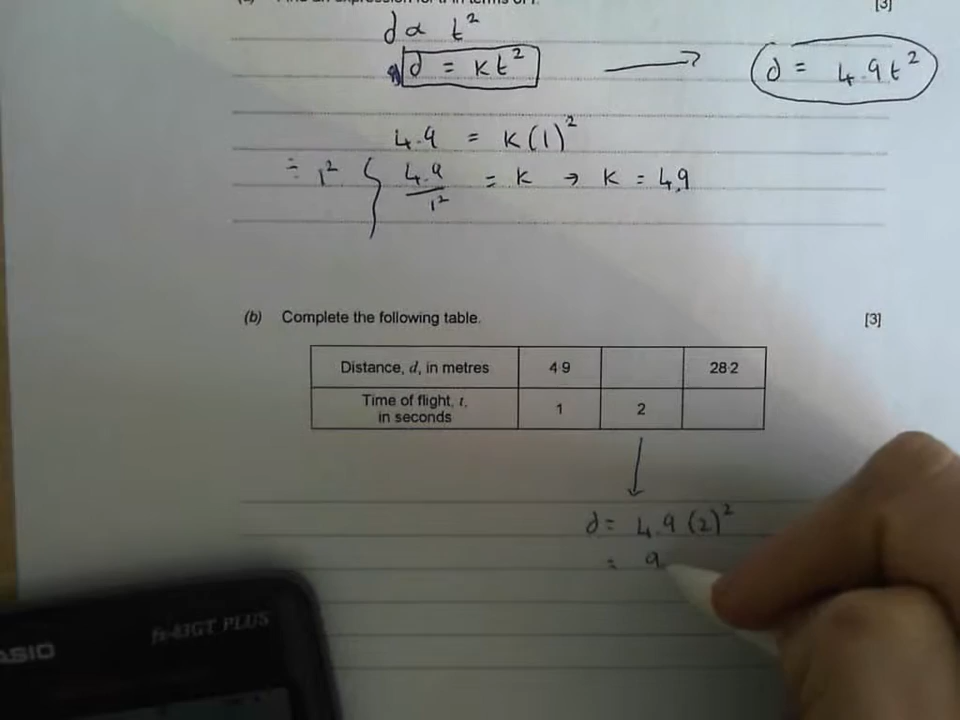 [3]
d ∝ t²
d = kt² → d = 4.9t²
4.9 = k(1)²
÷ 1² { 4.9/1² = k → k = 4.9
(b) Complete the following table. [3]
Distance, d, in metres 4·9 28·2
Time of flight, t, in seconds 1 2
d = 4.9 (2)²
= 9
ASIO fx-83GT PLUS